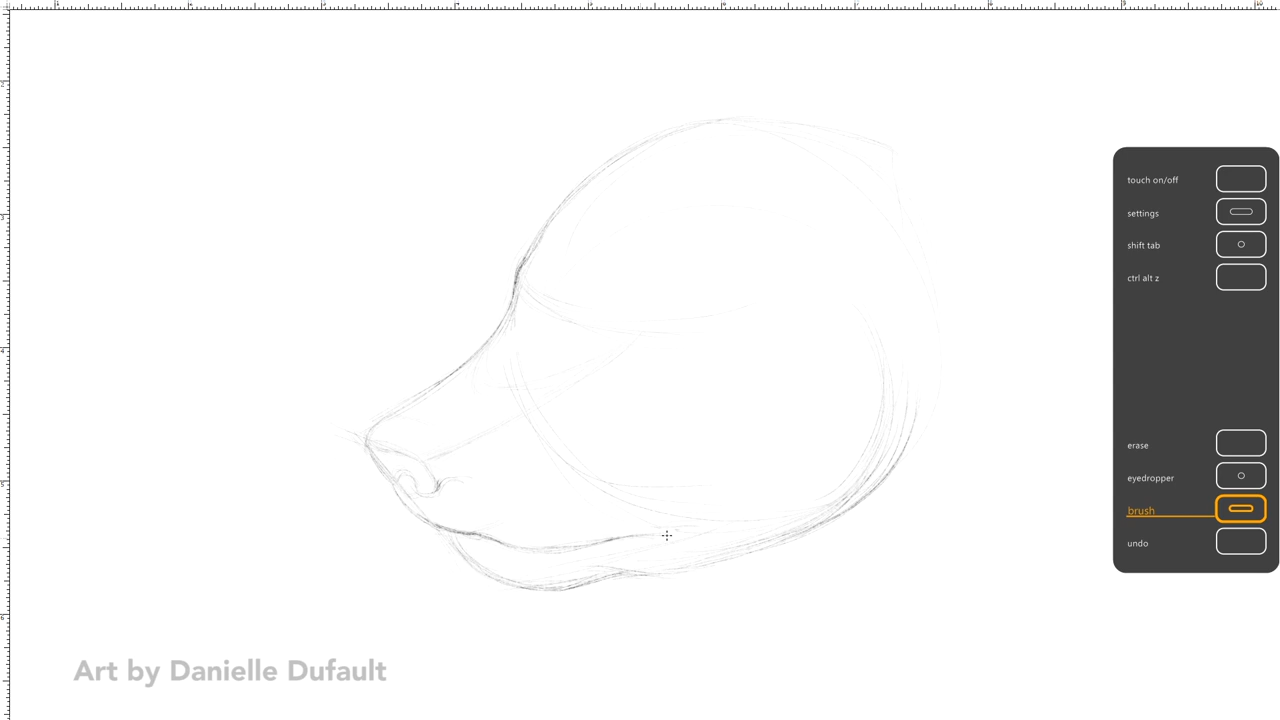 touch on/off
settings
shift tab
ctrl alt z
erase
eyedropper
brush
undo
Art by Danielle Dufault